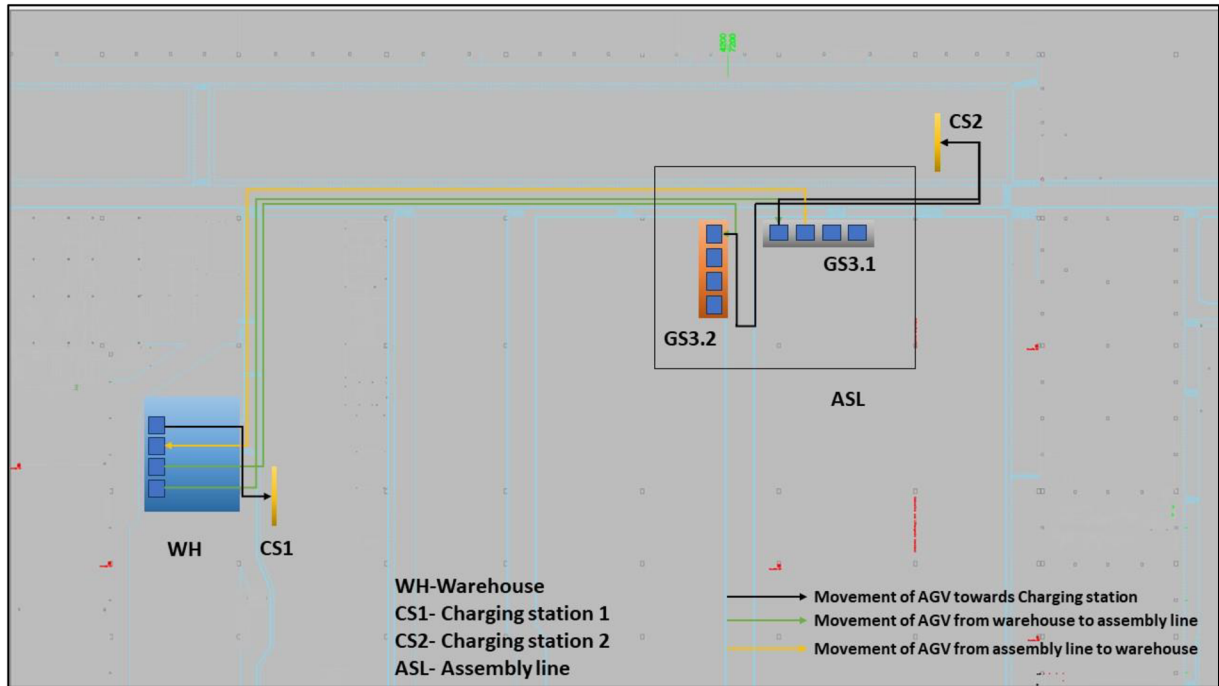 4200
7200
CS2
GS3.1
GS3.2
ASL
WH
CS1
WH-Warehouse
CS1- Charging station 1
CS2- Charging station 2
ASL- Assembly line
Movement of AGV towards Charging station
Movement of AGV from warehouse to assembly line
Movement of AGV from assembly line to warehouse